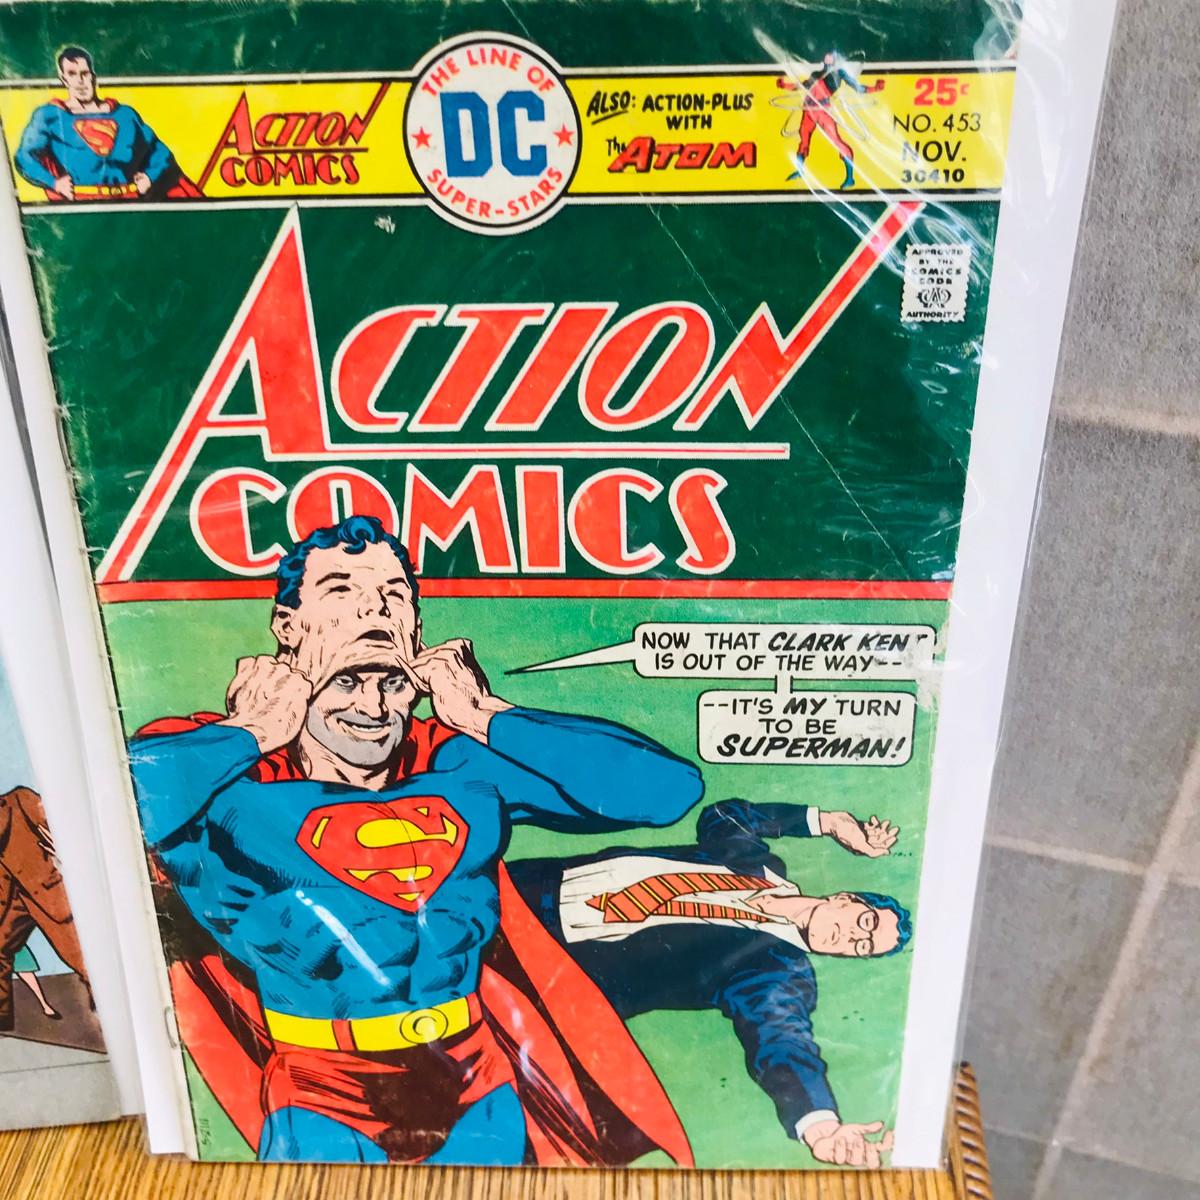 ACTION
COMICS
THE LINE OF
DC
SUPER-STARS
ALSO: ACTION-PLUS
WITH
The ATOM
25¢
NO. 453
NOV.
30410
APPROVED
BY THE
COMICS
CODE
CA
AUTHORITY
ACTION
COMICS
NOW THAT CLARK KENT
IS OUT OF THE WAY--
--IT'S MY TURN
TO BE
SUPERMAN!
S